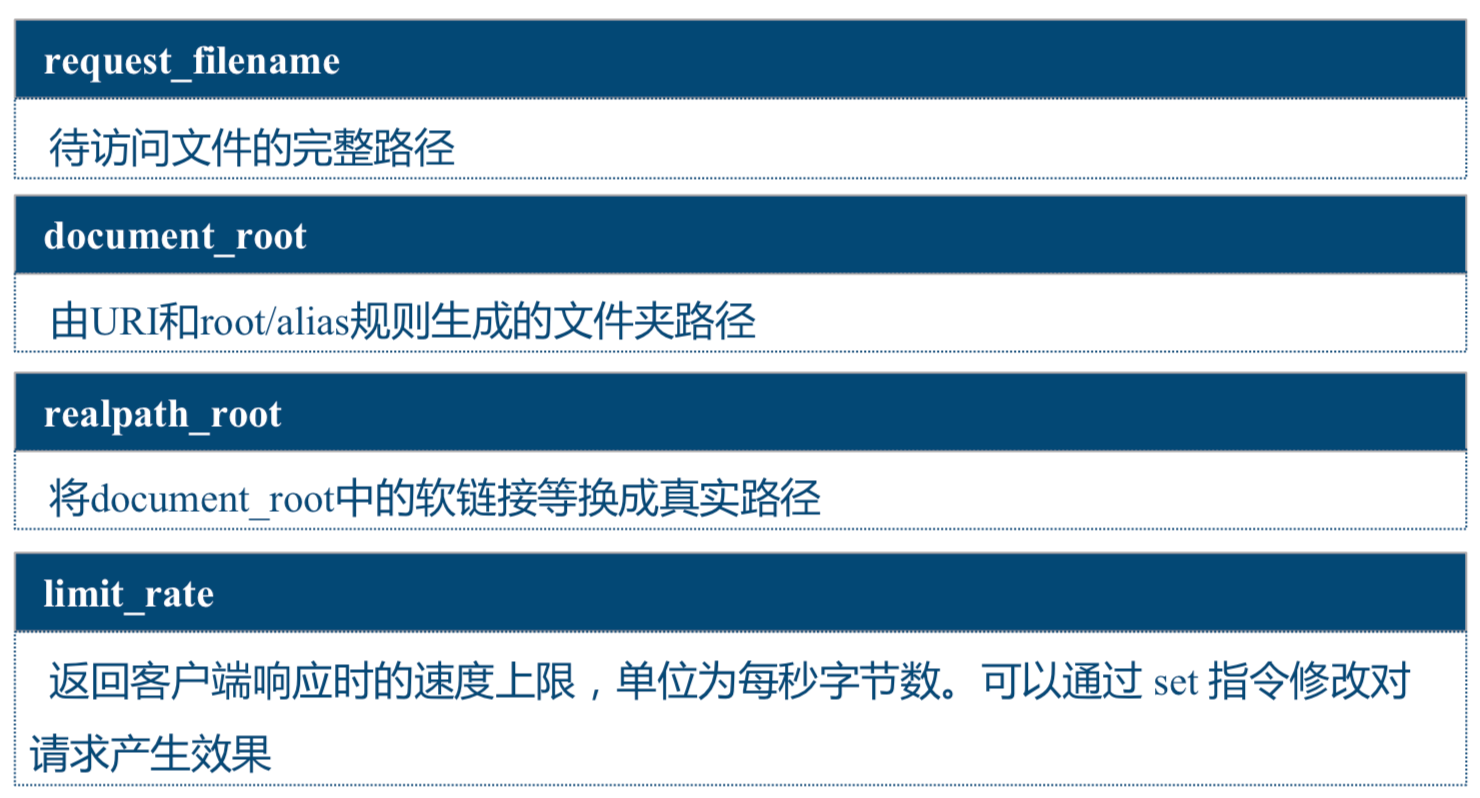 request_filename
待访问文件的完整路径
document_root
由URI和root/alias规则生成的文件夹路径
realpath_root
将document_root中的软链接等换成真实路径
limit_rate
返回客户端响应时的速度上限，单位为每秒字节数。可以通过 set 指令修改对
请求产生效果